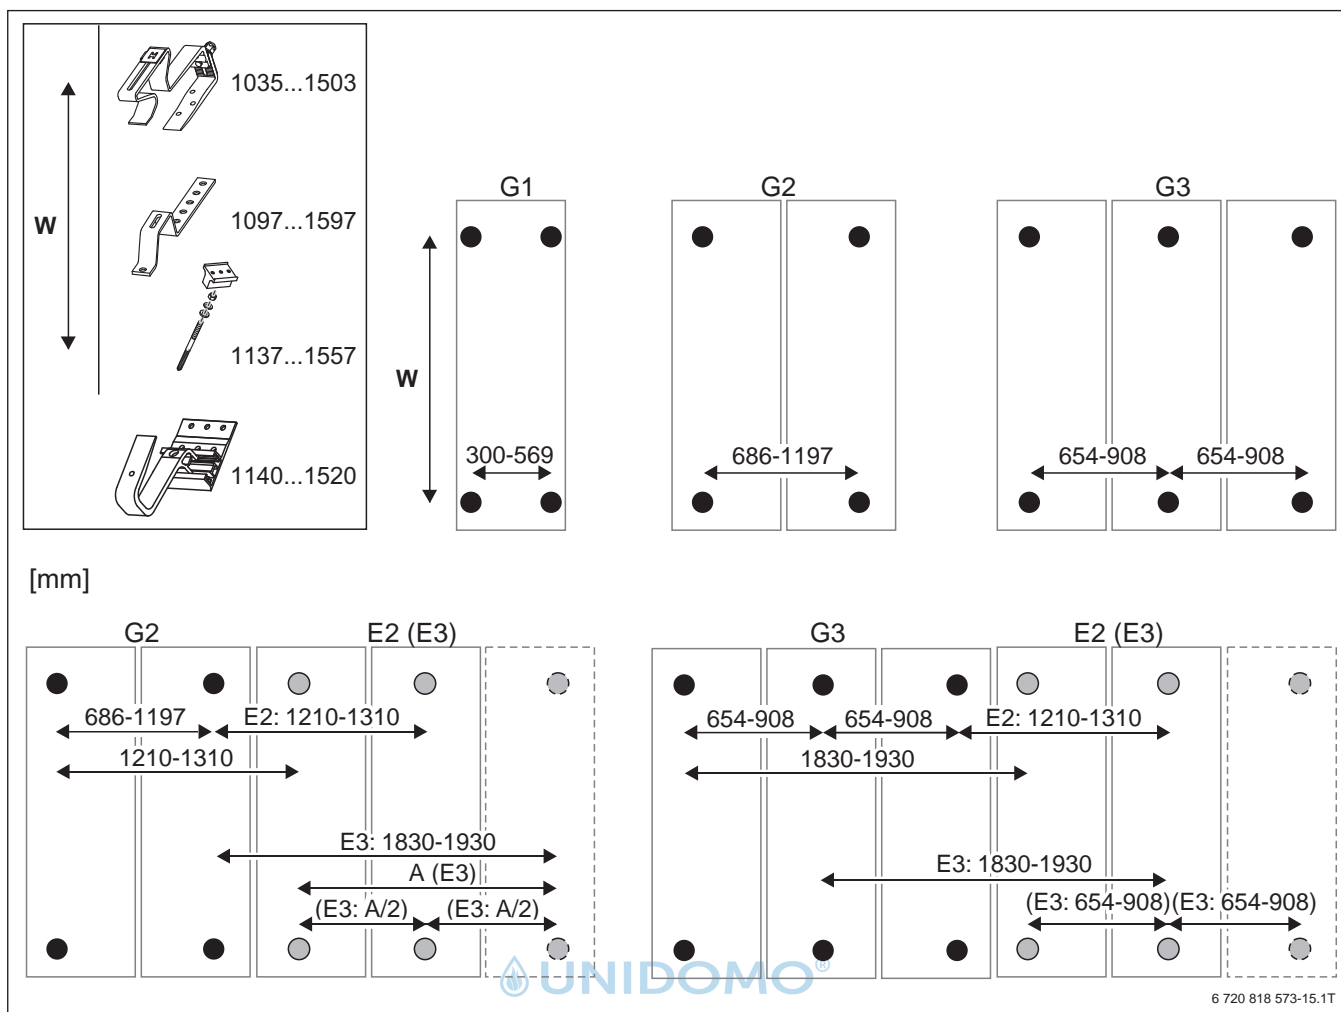 1035...1503
W
1097...1597
1137...1557
1140...1520
G1
G2
G3
W
300-569
686-1197
654-908
654-908
[mm]
G2
E2 (E3)
686-1197
E2: 1210-1310
1210-1310
E3: 1830-1930
A (E3)
(E3: A/2)
(E3: A/2)
G3
E2 (E3)
654-908
654-908
E2: 1210-1310
1830-1930
E3: 1830-1930
(E3: 654-908)
(E3: 654-908)
UNIDOMO®
6 720 818 573-15.1T